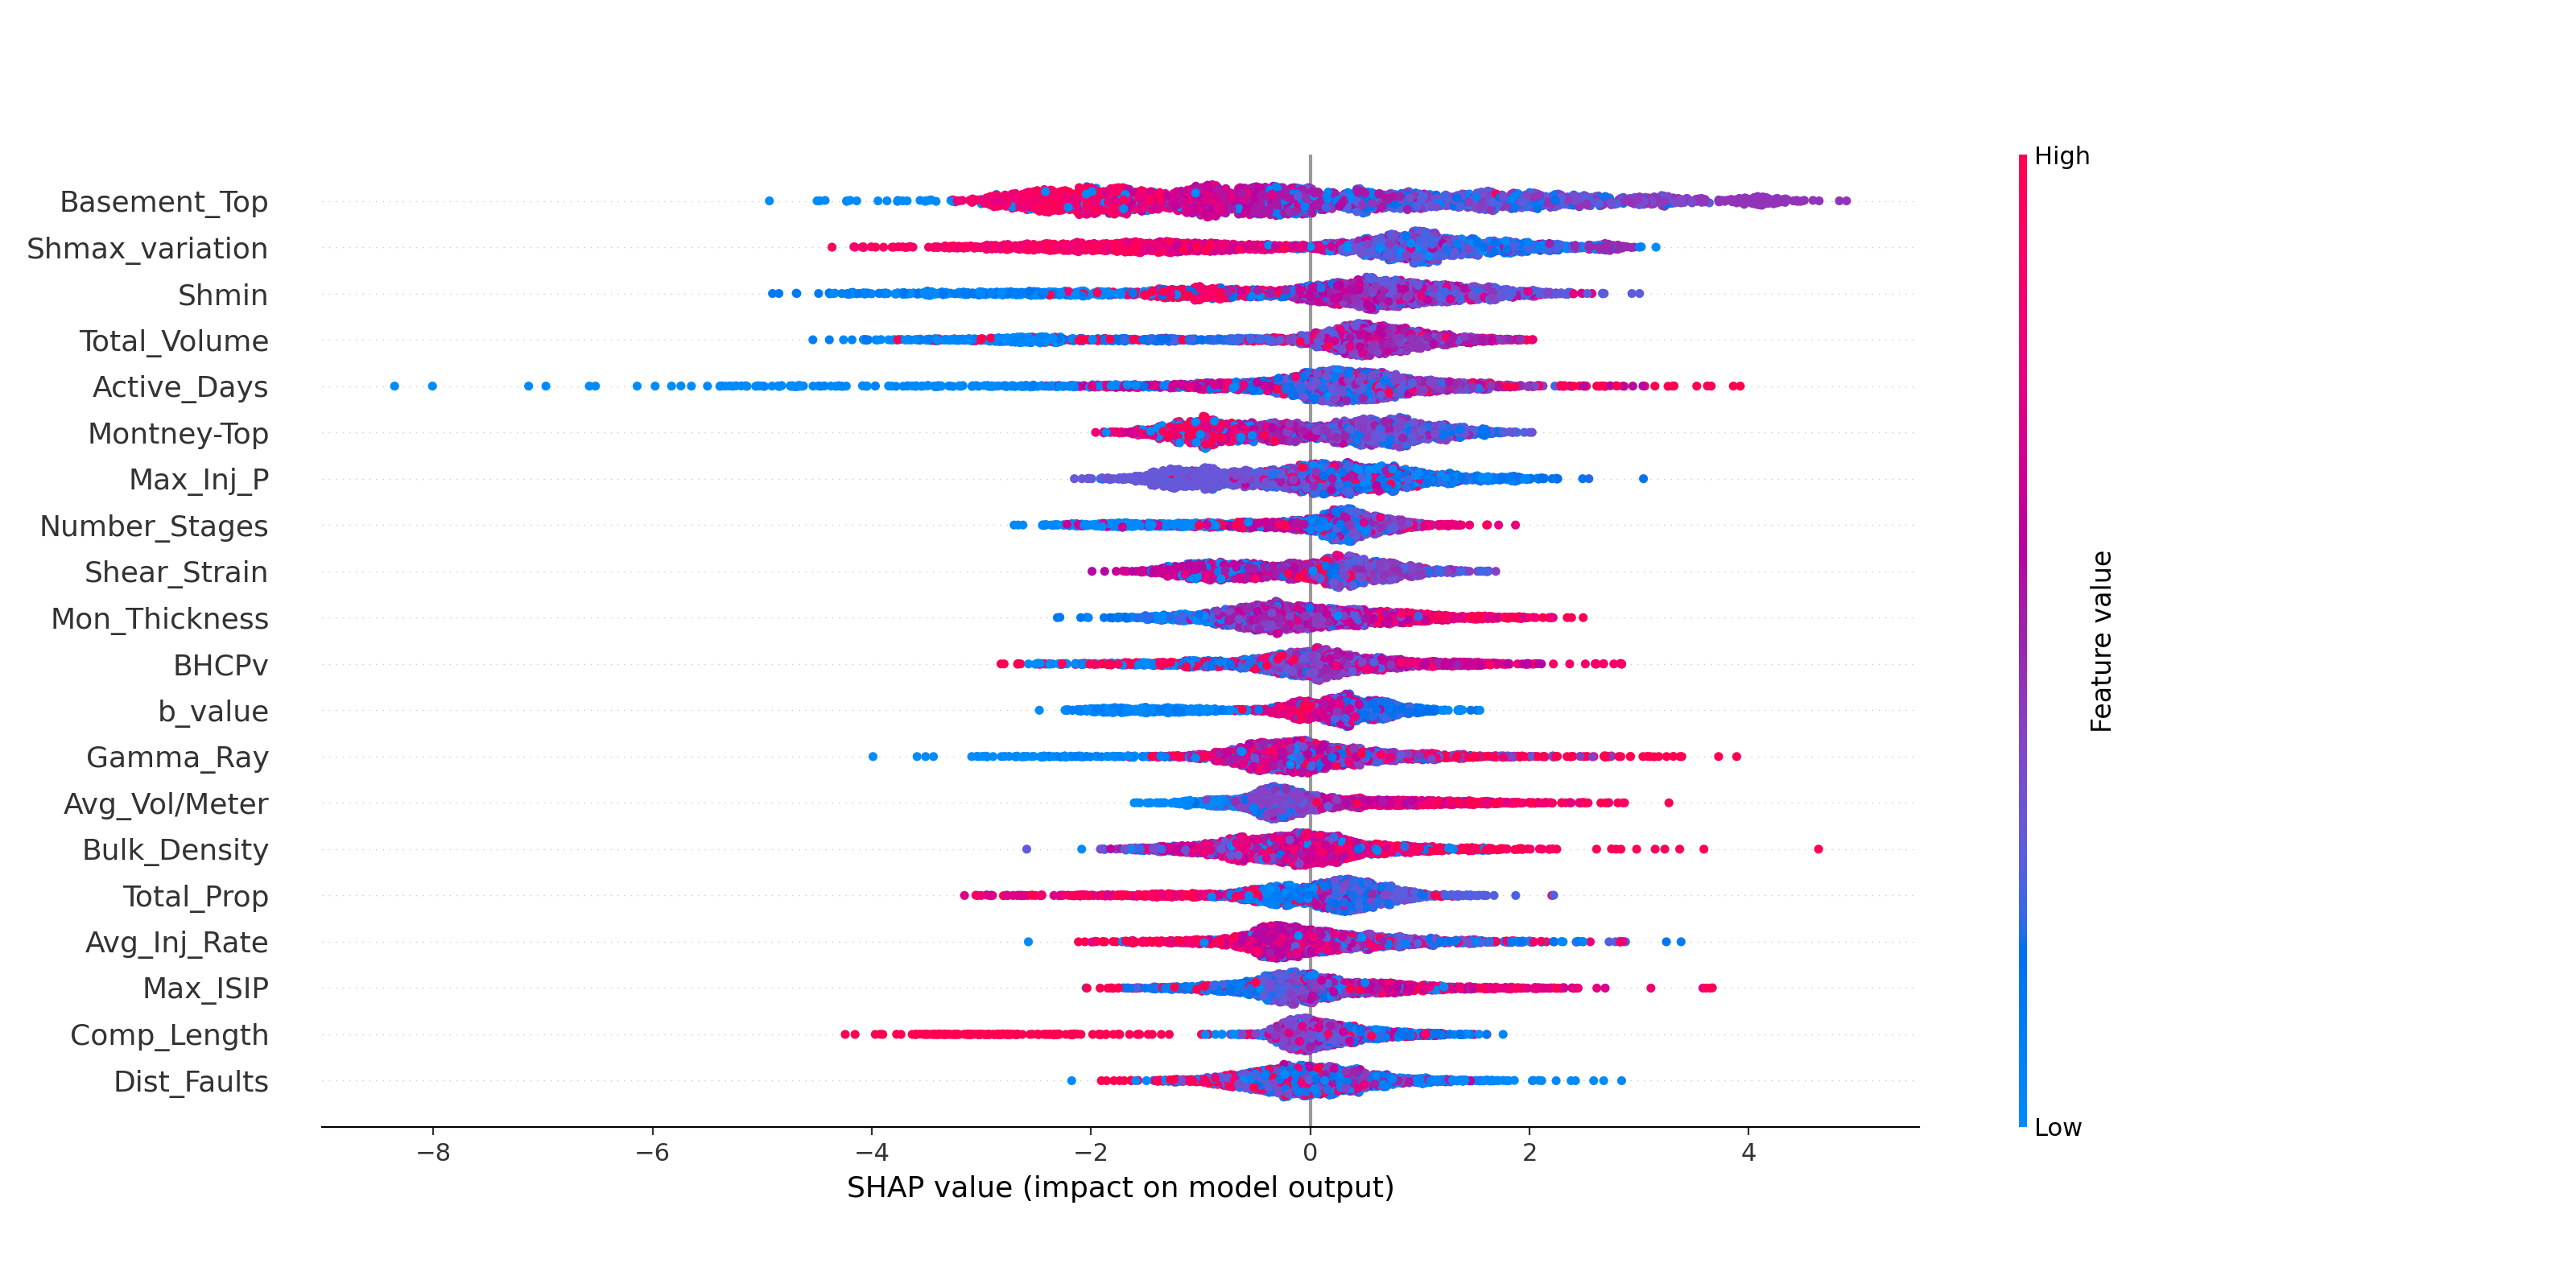 High
Basement_Top
Shmax_variation
Shmin
Total_Volume
Active_Days
Montney-Top
Max_Inj_P
Number_Stages
Shear_Strain
Mon_Thickness
BHCPv
b_value
Gamma_Ray
Avg_Vol/Meter
Bulk_Density
Total_Prop
Avg_Inj_Rate
Max_ISIP
Comp_Length
Dist_Faults
Feature value
Low
−8 −6 −4 −2 0 2 4
SHAP value (impact on model output)